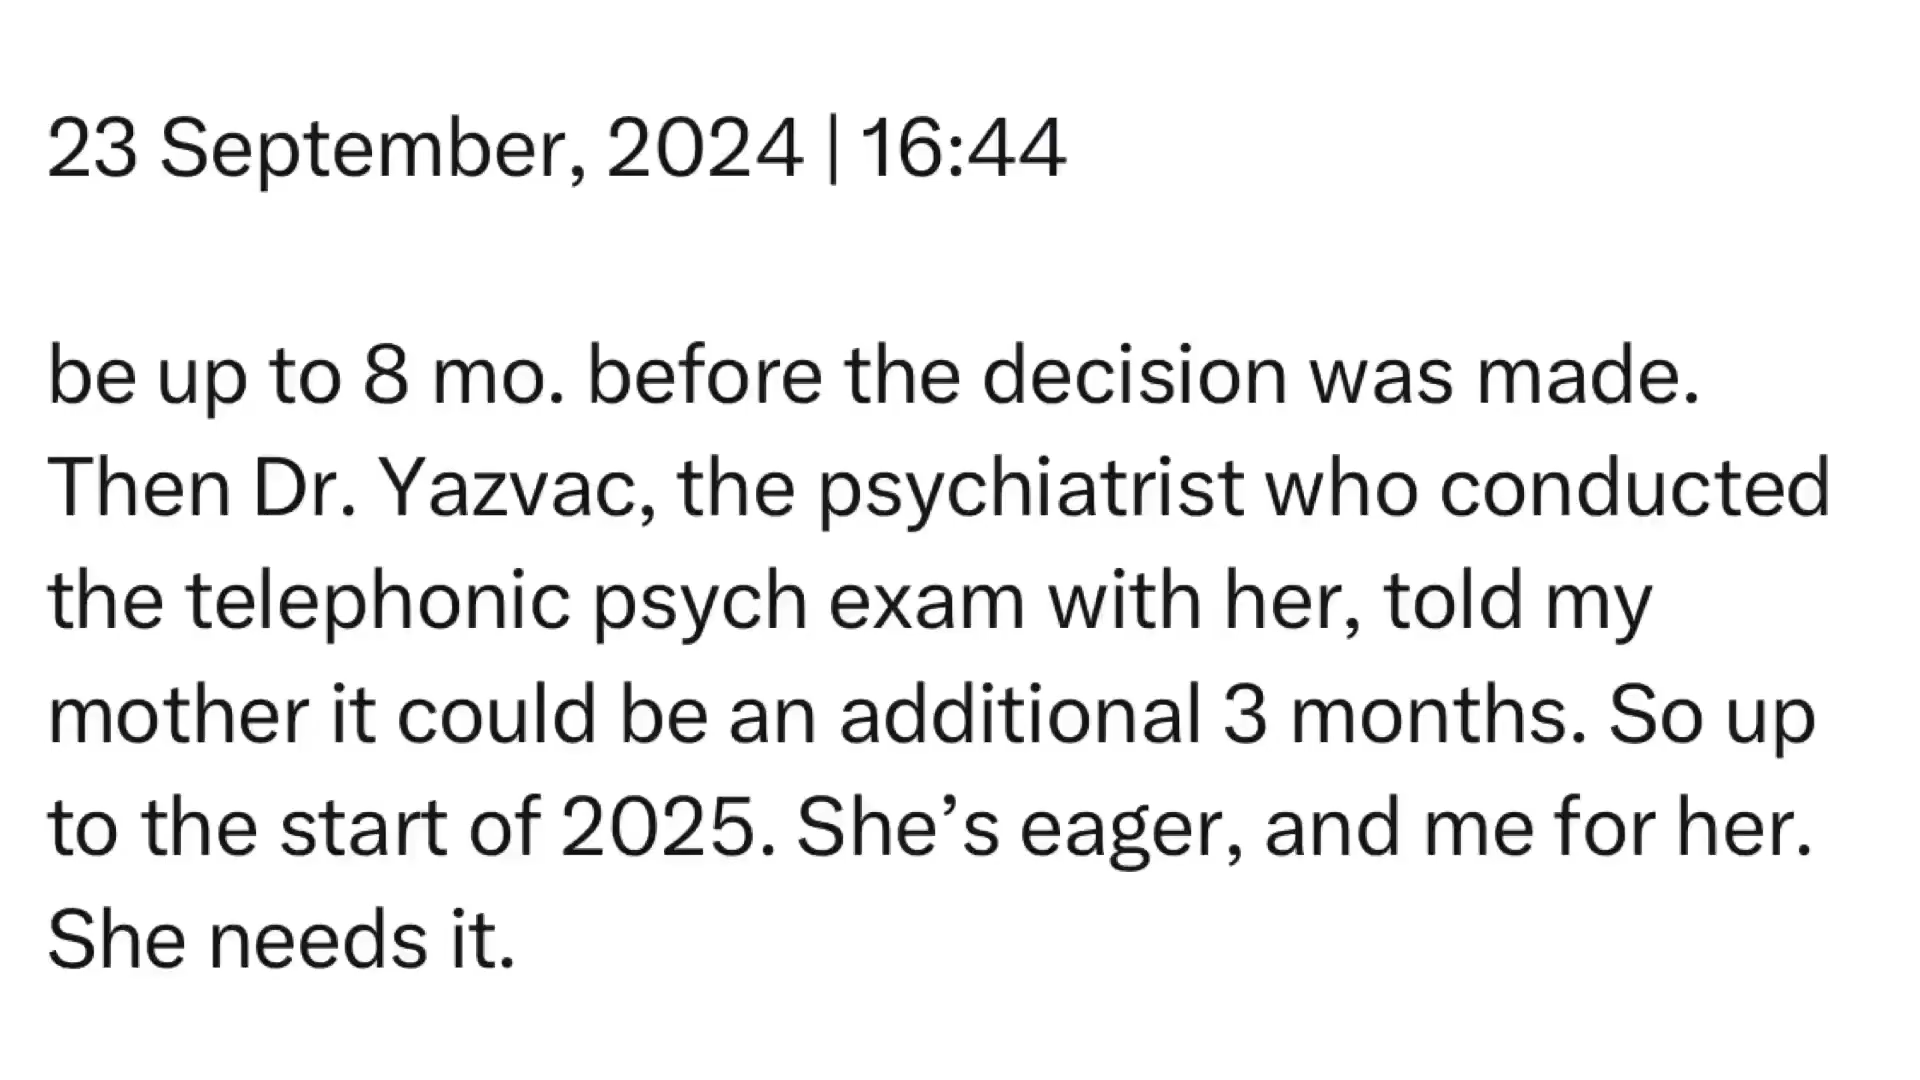 23 September, 2024 | 16:44
be up to 8 mo. before the decision was made.
Then Dr. Yazvac, the psychiatrist who conducted
the telephonic psych exam with her, told my
mother it could be an additional 3 months. So up
to the start of 2025. She’s eager, and me for her.
She needs it.